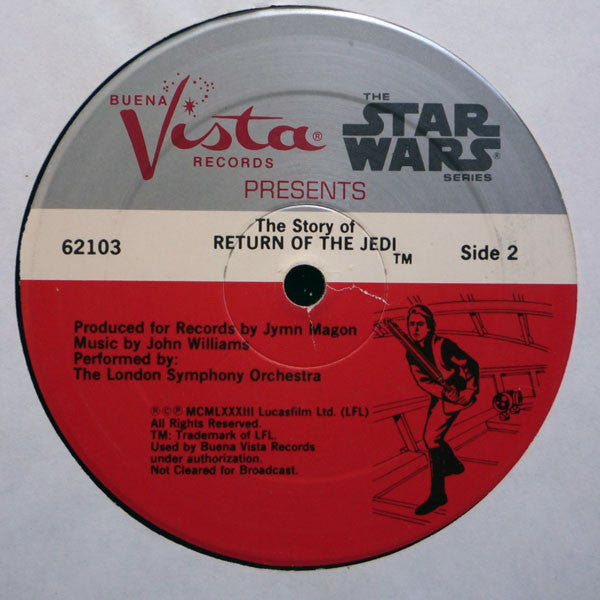 BUENA
Vista®
RECORDS
THE
STAR
WARS®
SERIES
PRESENTS
The Story of
RETURN OF THE JEDI TM
62103
Side 2
Produced for Records by Jymn Magon
Music by John Williams
Performed by:
The London Symphony Orchestra
®©℗ MCMLXXXIII Lucasfilm Ltd. (LFL)
All Rights Reserved.
TM: Trademark of LFL.
Used by Buena Vista Records
under authorization.
Not Cleared for Broadcast.